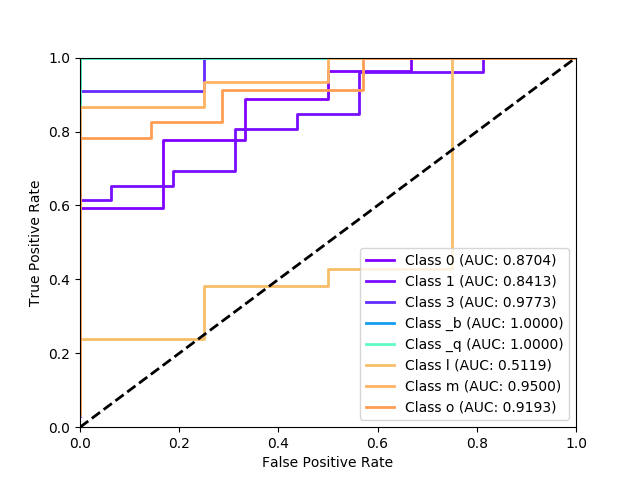 1.0
0.8
0.6
0.4
0.2
0.0
True Positive Rate
Class 0 (AUC: 0.8704)
Class 1 (AUC: 0.8413)
Class 3 (AUC: 0.9773)
Class _b (AUC: 1.0000)
Class _q (AUC: 1.0000)
Class l (AUC: 0.5119)
Class m (AUC: 0.9500)
Class o (AUC: 0.9193)
0.0 0.2 0.4 0.6 0.8 1.0
False Positive Rate